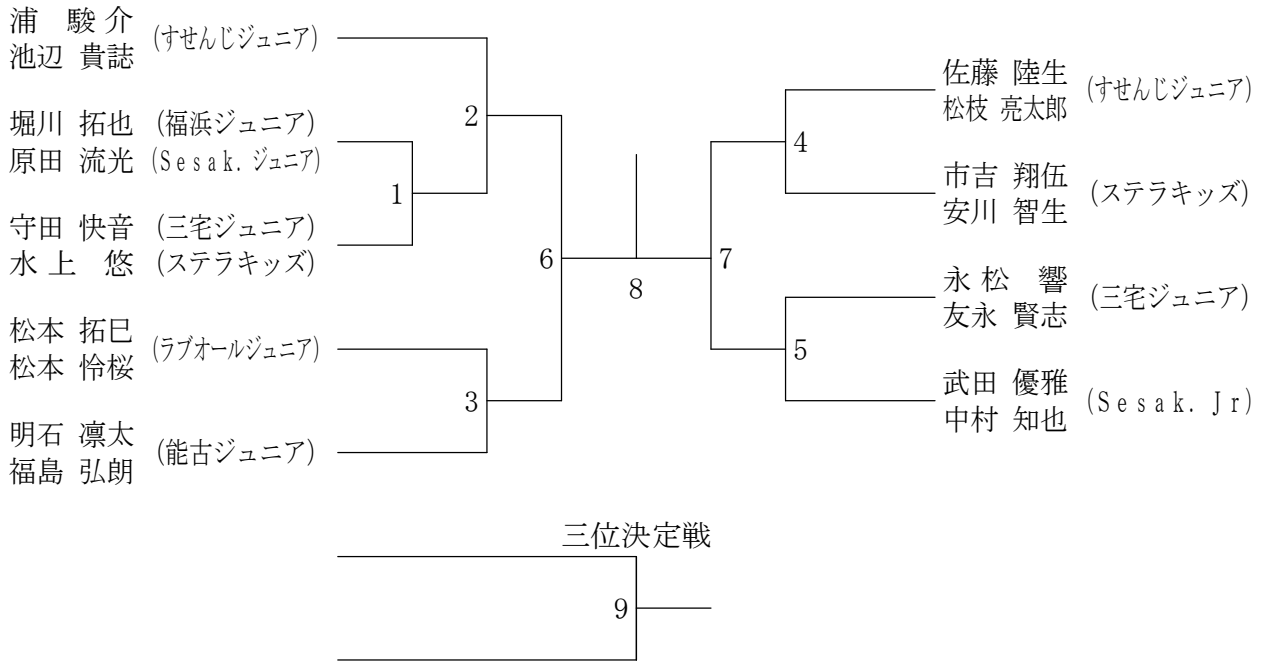 浦 駿介 (すせんじジュニア)
池辺 貴誌
堀川 拓也 (福浜ジュニア)
原田 流光 (Sesak.ジュニア)
守田 快音 (三宅ジュニア)
水上 悠 (ステラキッズ)
松本 拓巳 (ラブオールジュニア)
松本 怜桜
明石 凛太 (能古ジュニア)
福島 弘朗
2
1
6
3
8
4
7
5
佐藤 陸生 (すせんじジュニア)
松枝 亮太郎
市吉 翔伍 (ステラキッズ)
安川 智生
永松 響 (三宅ジュニア)
友永 賢志
武田 優雅 (Sesak. Jr)
中村 知也
三位決定戦
9